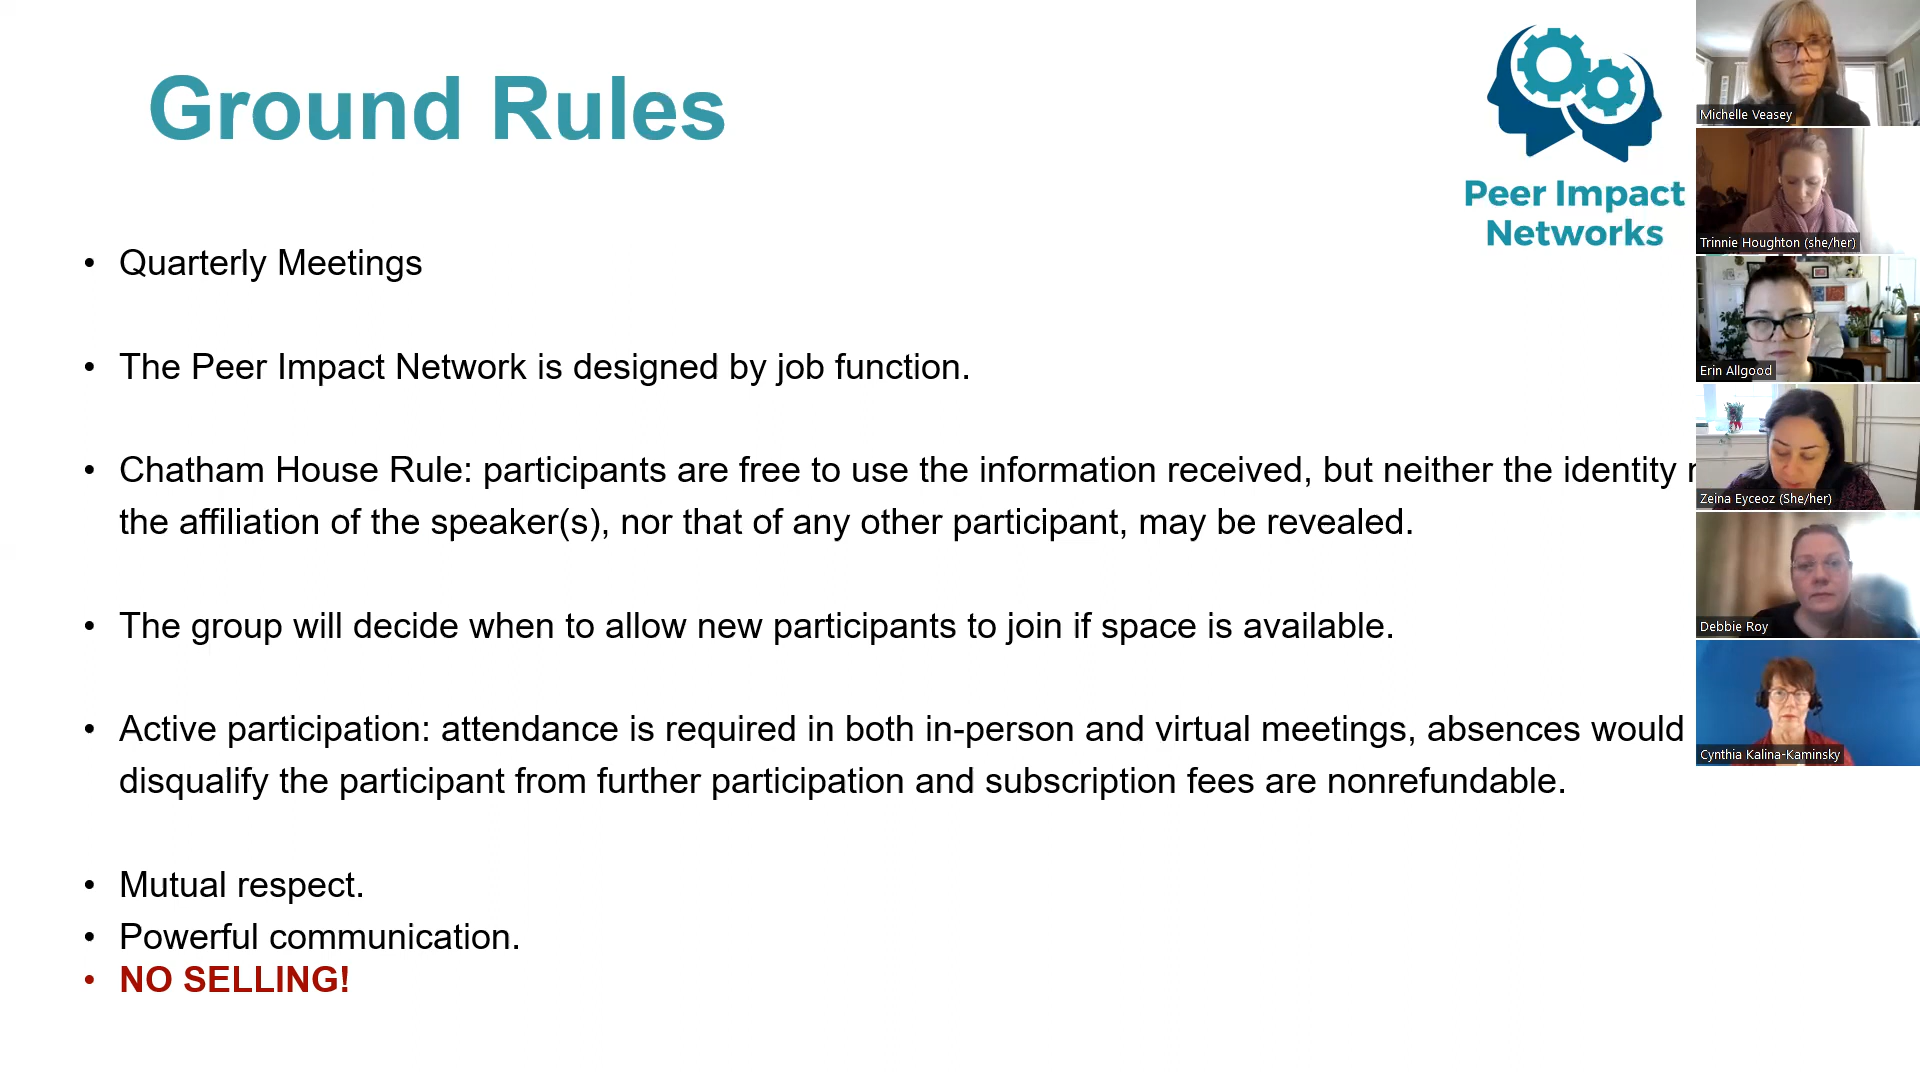 Ground Rules
Peer Impact
Networks
• Quarterly Meetings
• The Peer Impact Network is designed by job function.
• Chatham House Rule: participants are free to use the information received, but neither the identity
the affiliation of the speaker(s), nor that of any other participant, may be revealed.
• The group will decide when to allow new participants to join if space is available.
• Active participation: attendance is required in both in-person and virtual meetings, absences would
disqualify the participant from further participation and subscription fees are nonrefundable.
• Mutual respect.
• Powerful communication.
• NO SELLING!
Michelle Veasey
Trinnie Houghton (she/her)
Erin Allgood
Zeina Eyceoz (She/her)
Debbie Roy
Cynthia Kalina-Kaminsky